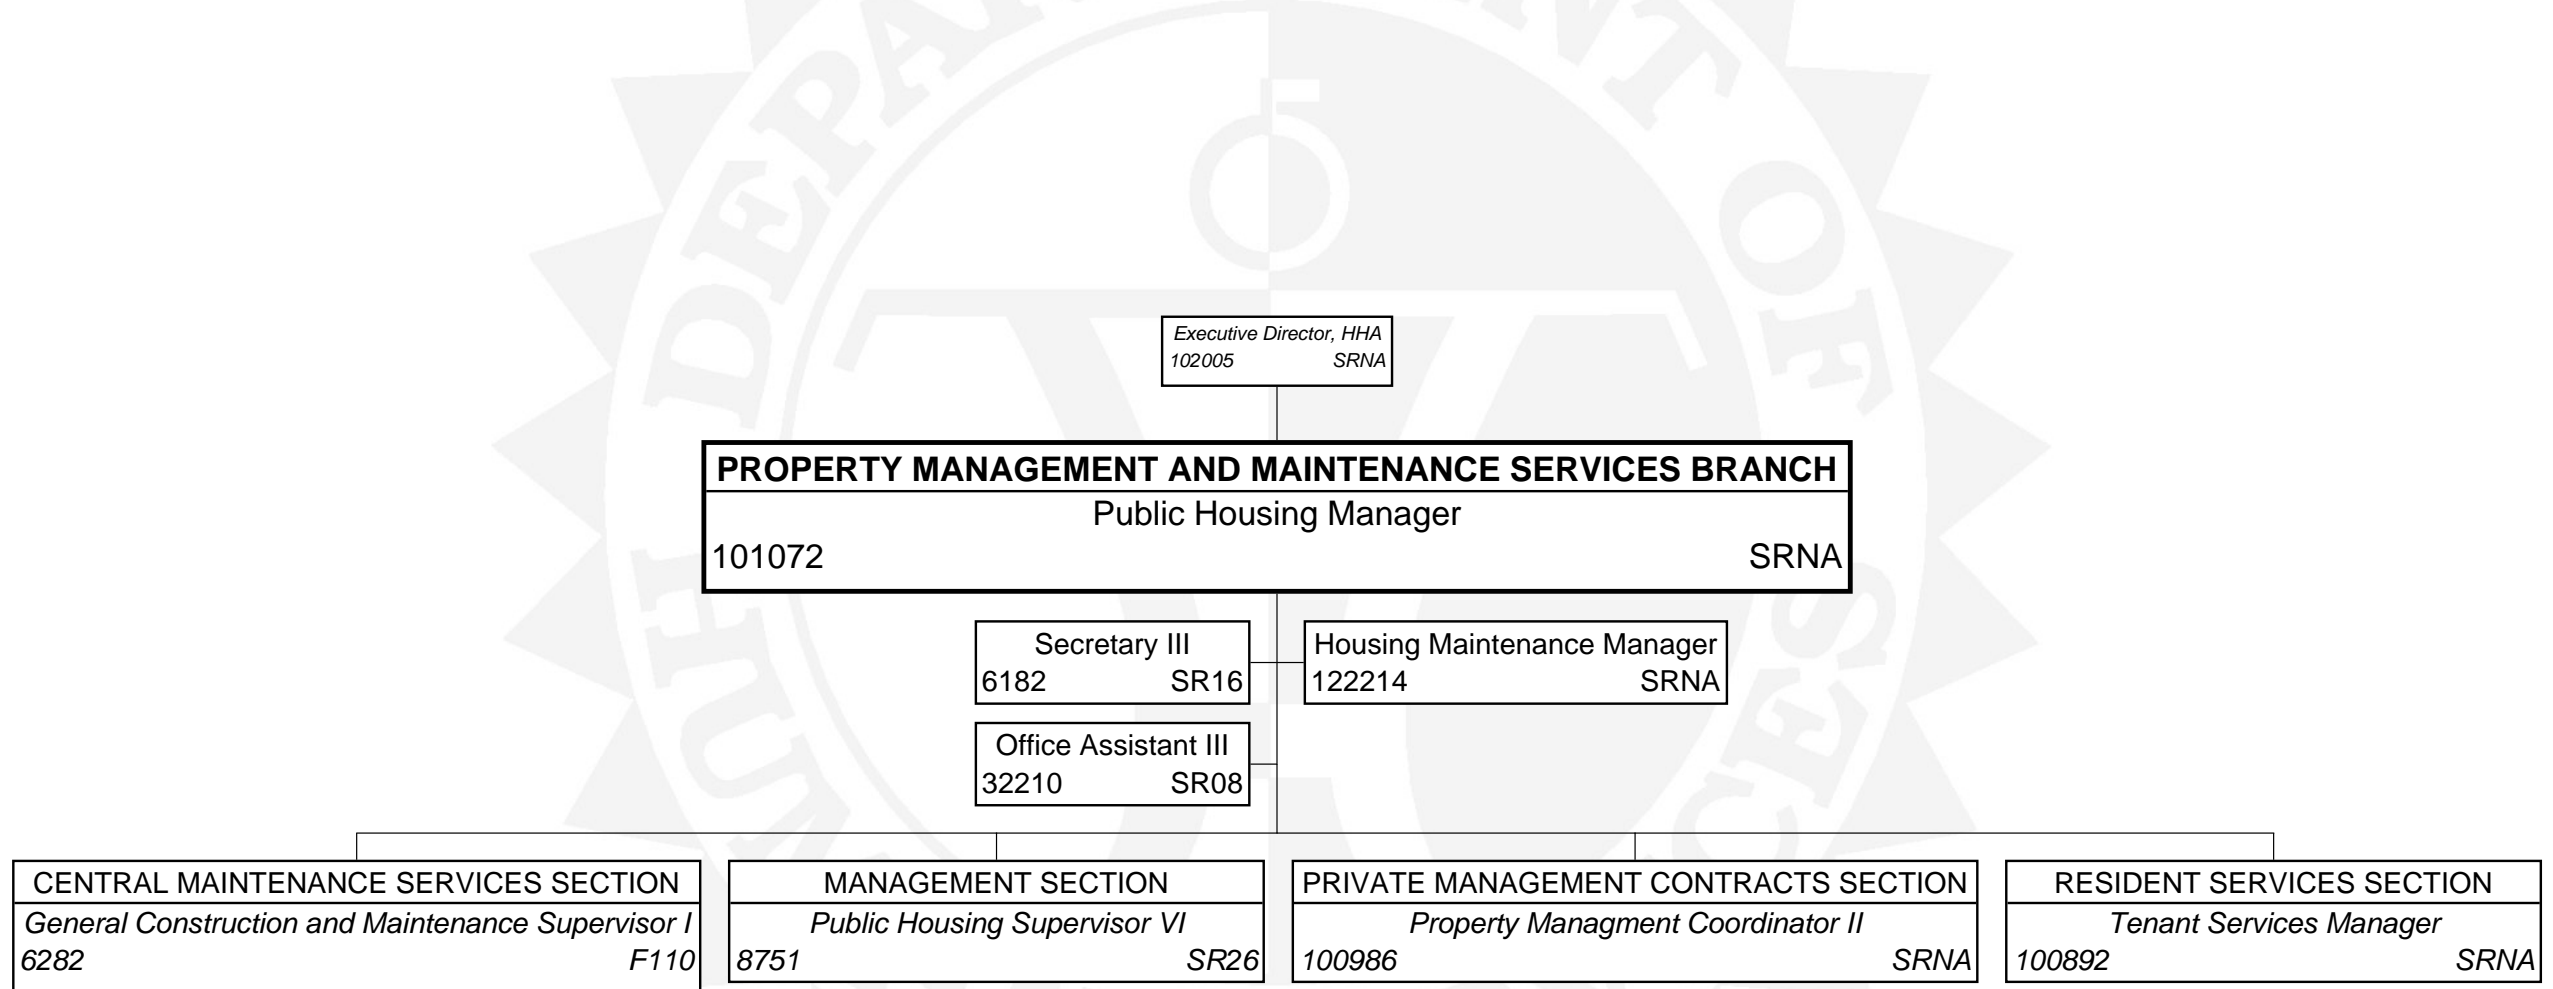 DEPARTMENT OF
Executive Director, HHA
102005 SRNA
PROPERTY MANAGEMENT AND MAINTENANCE SERVICES BRANCH
Public Housing Manager
101072 SRNA
Secretary III
6182 SR16
Housing Maintenance Manager
122214 SRNA
Office Assistant III
32210 SR08
CENTRAL MAINTENANCE SERVICES SECTION
General Construction and Maintenance Supervisor I
6282 F110
MANAGEMENT SECTION
Public Housing Supervisor VI
8751 SR26
PRIVATE MANAGEMENT CONTRACTS SECTION
Property Managment Coordinator II
100986 SRNA
RESIDENT SERVICES SECTION
Tenant Services Manager
100892 SRNA